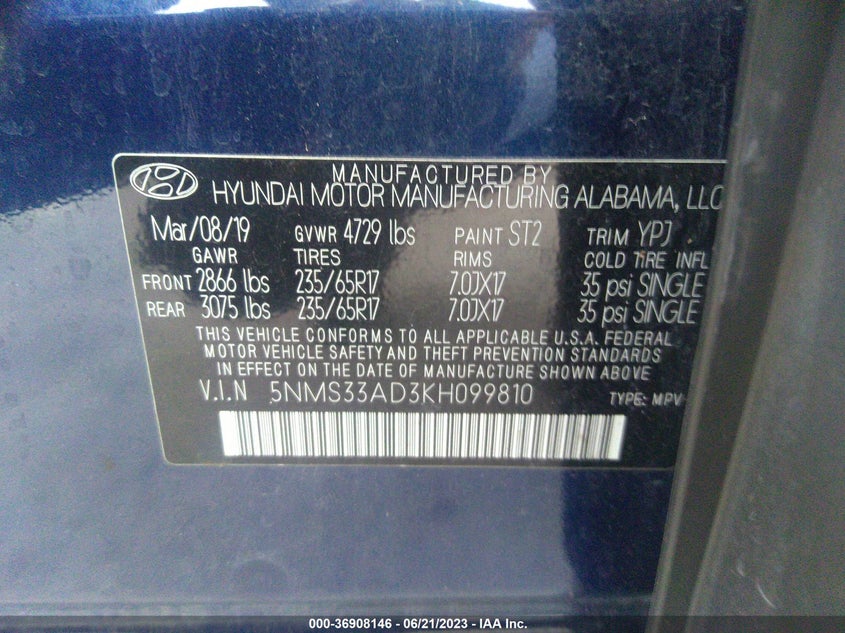 MANUFACTURED BY
HYUNDAI MOTOR MANUFACTURING ALABAMA, LLC
Mar/08/19 GVWR 4729 lbs PAINT ST2 TRIM YPJ
GAWR TIRES RIMS COLD TIRE INFL
FRONT 2866 lbs 235/65R17 7.0JX17 35 psi SINGLE
REAR 3075 lbs 235/65R17 7.0JX17 35 psi SINGLE
THIS VEHICLE CONFORMS TO ALL APPLICABLE U.S.A. FEDERAL
MOTOR VEHICLE SAFETY AND THEFT PREVENTION STANDARDS
IN EFFECT ON THE DATE OF MANUFACTURE SHOWN ABOVE
V.I.N 5NMS33AD3KH099810 TYPE: MPV
000-36908146 - 06/21/2023 - IAA Inc.